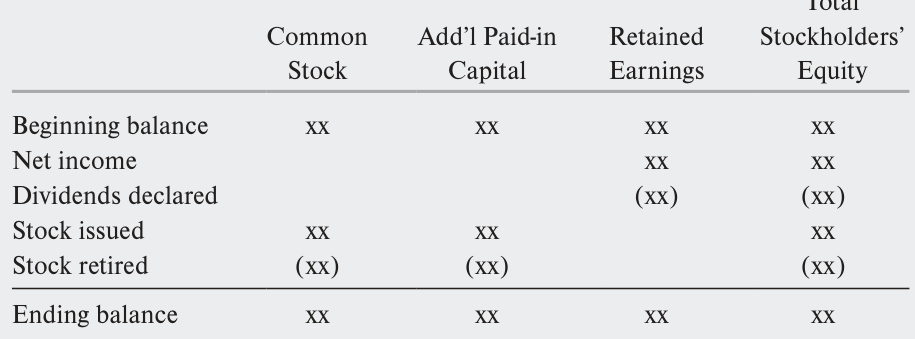 Total
Common Add'l Paid-in Retained Stockholders'
Stock Capital Earnings Equity
Beginning balance xx xx xx xx
Net income xx xx
Dividends declared (xx) (xx)
Stock issued xx xx xx
Stock retired (xx) (xx) (xx)
Ending balance xx xx xx xx